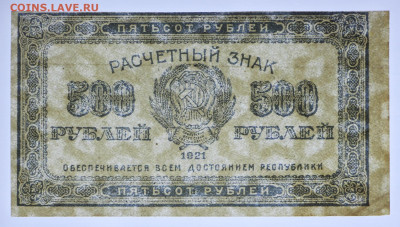 COINS.LAVE.RU
ПЯТЬСОТ РУБЛЕЙ
РАСЧЕТНЫЙ ЗНАК
500 500
РУБЛЕЙ РУБЛЕЙ
1921
ОБЕСПЕЧИВАЕТСЯ ВСЕМ ДОСТОЯНИЕМ РЕСПУБЛИКИ
ПЯТЬСОТ РУБЛЕЙ